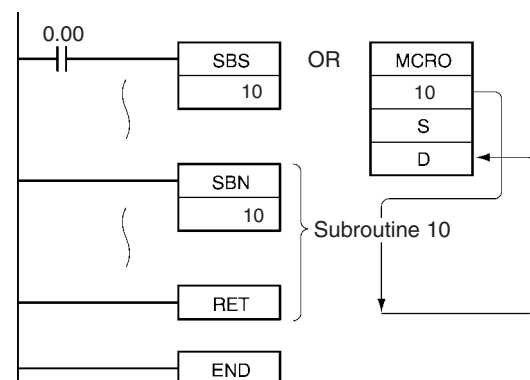 0.00
SBS OR MCRO
10 10
S
D
SBN
10
Subroutine 10
RET
END